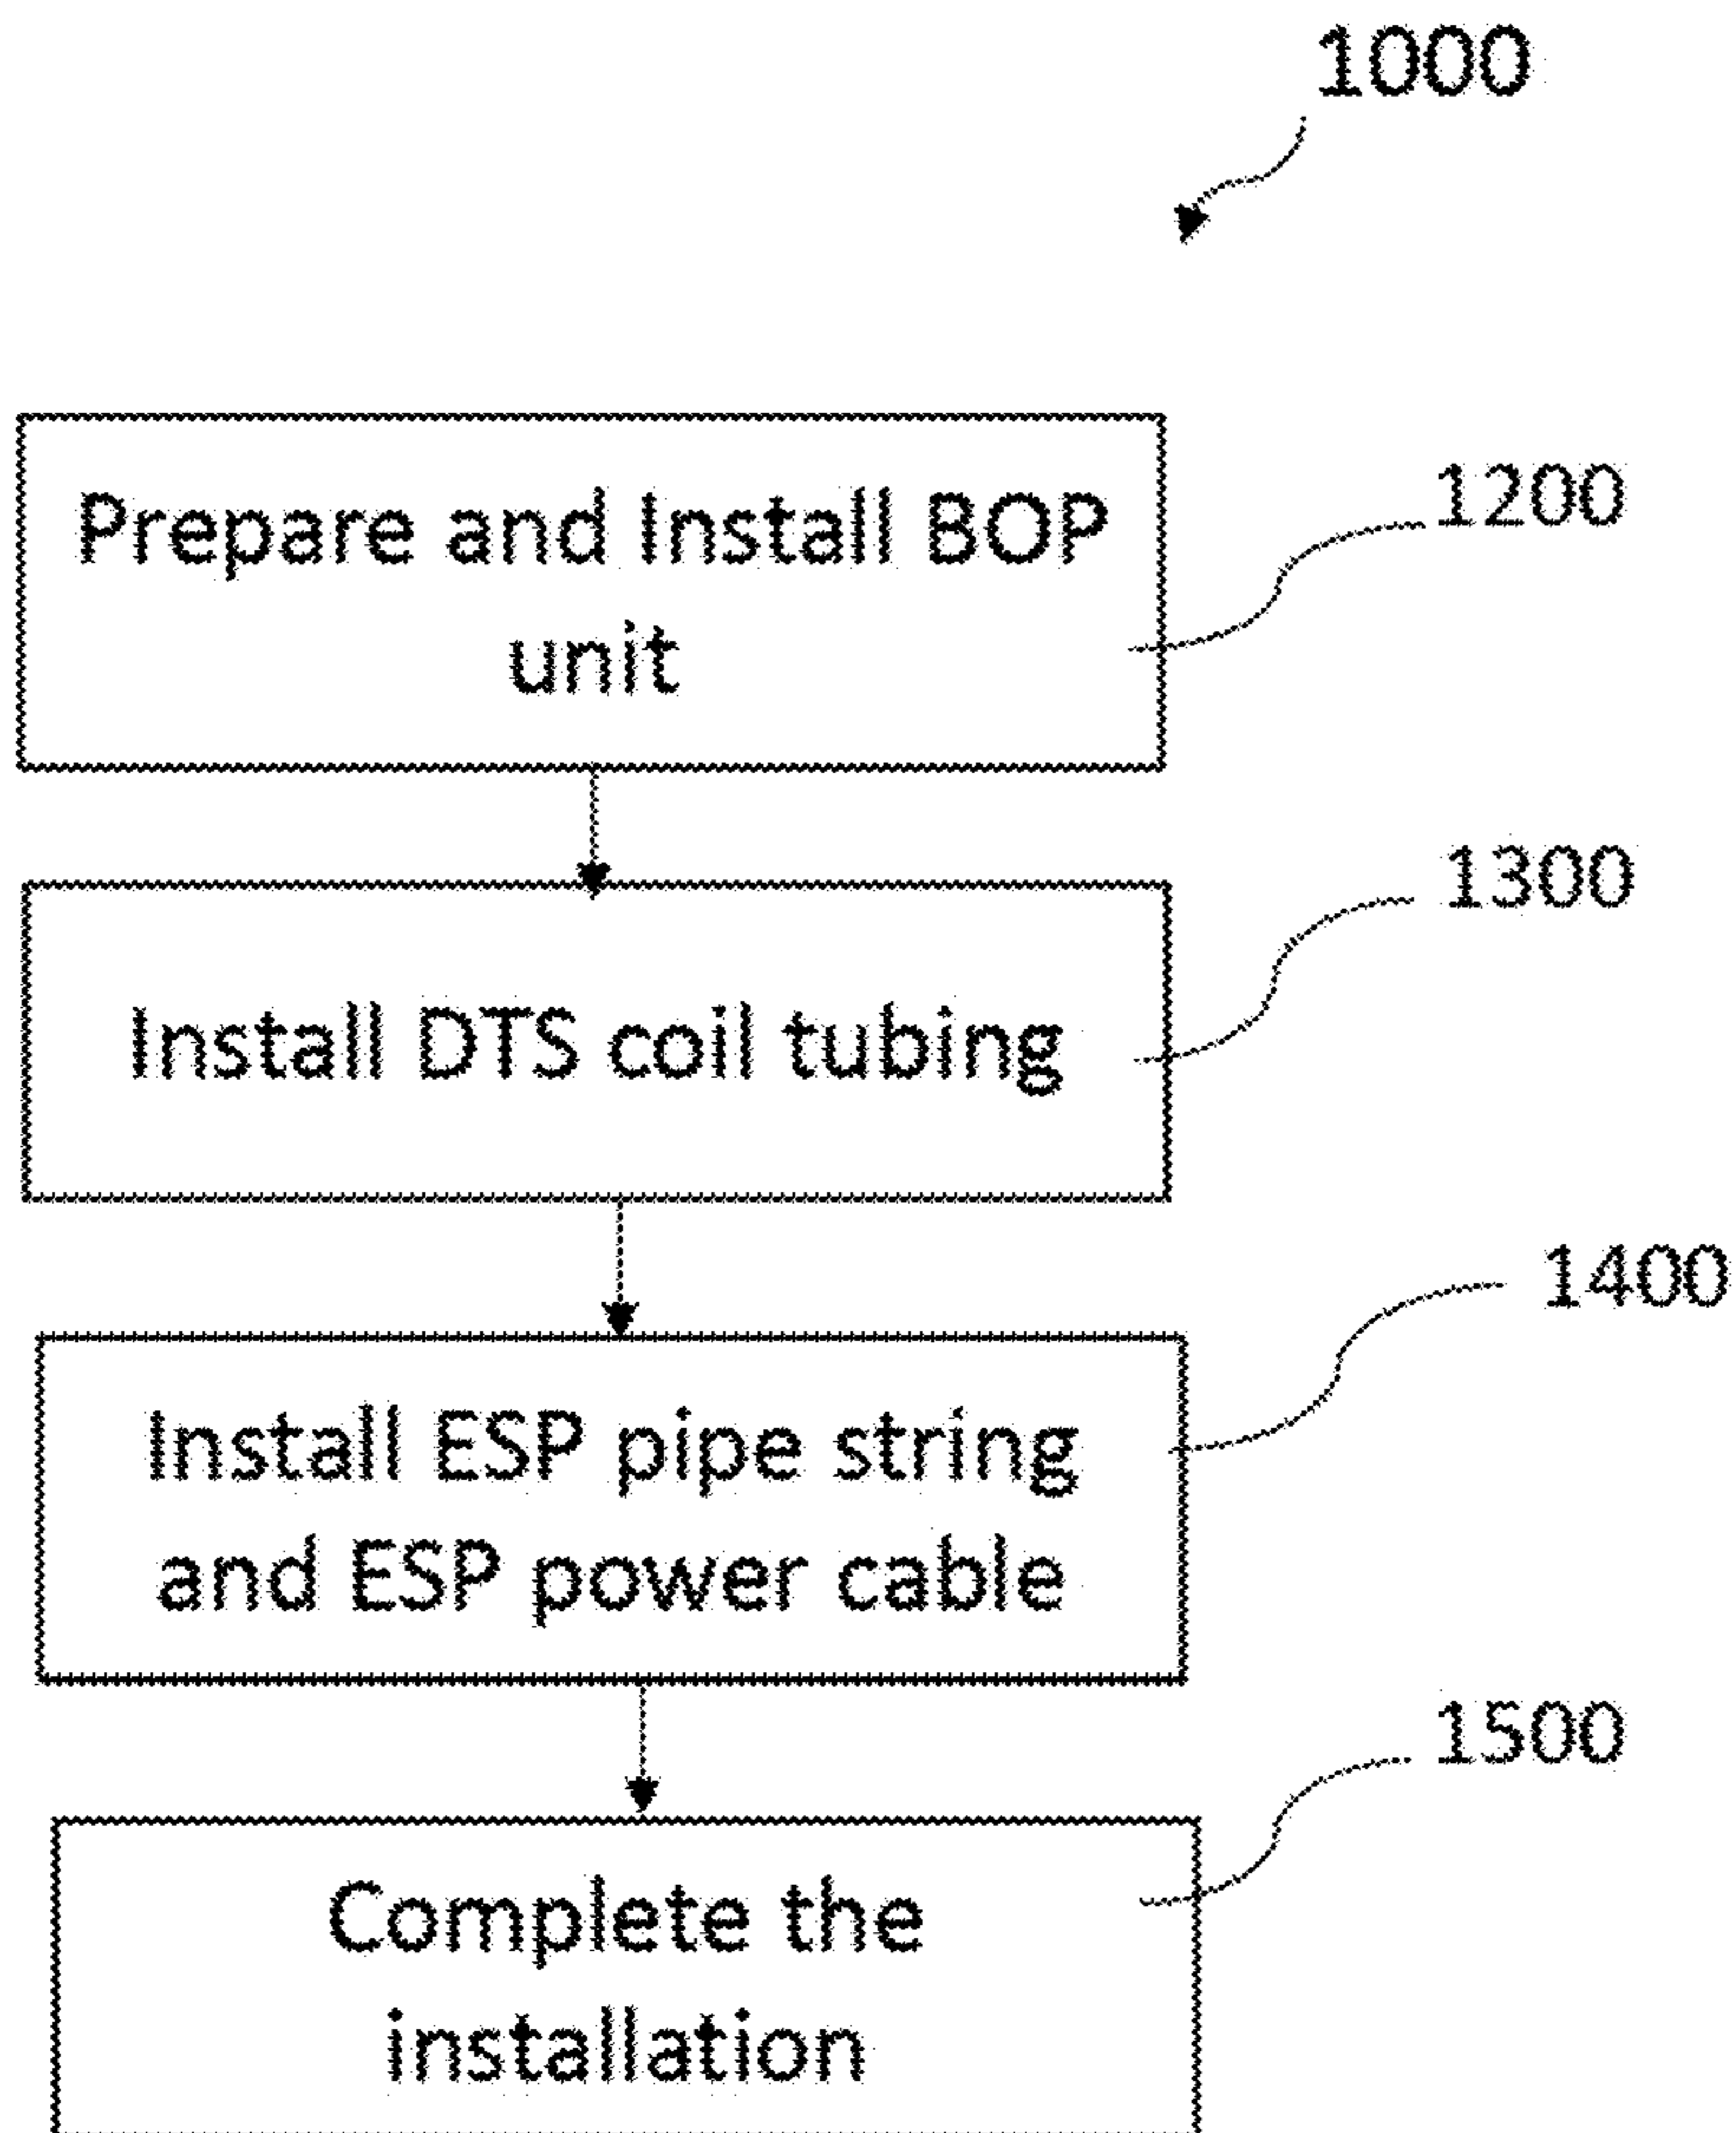 1000
Prepare and Install BOP
unit
1200
Install DTS coil tubing
1300
Install ESP pipe string
and ESP power cable
1400
Complete the
installation
1500